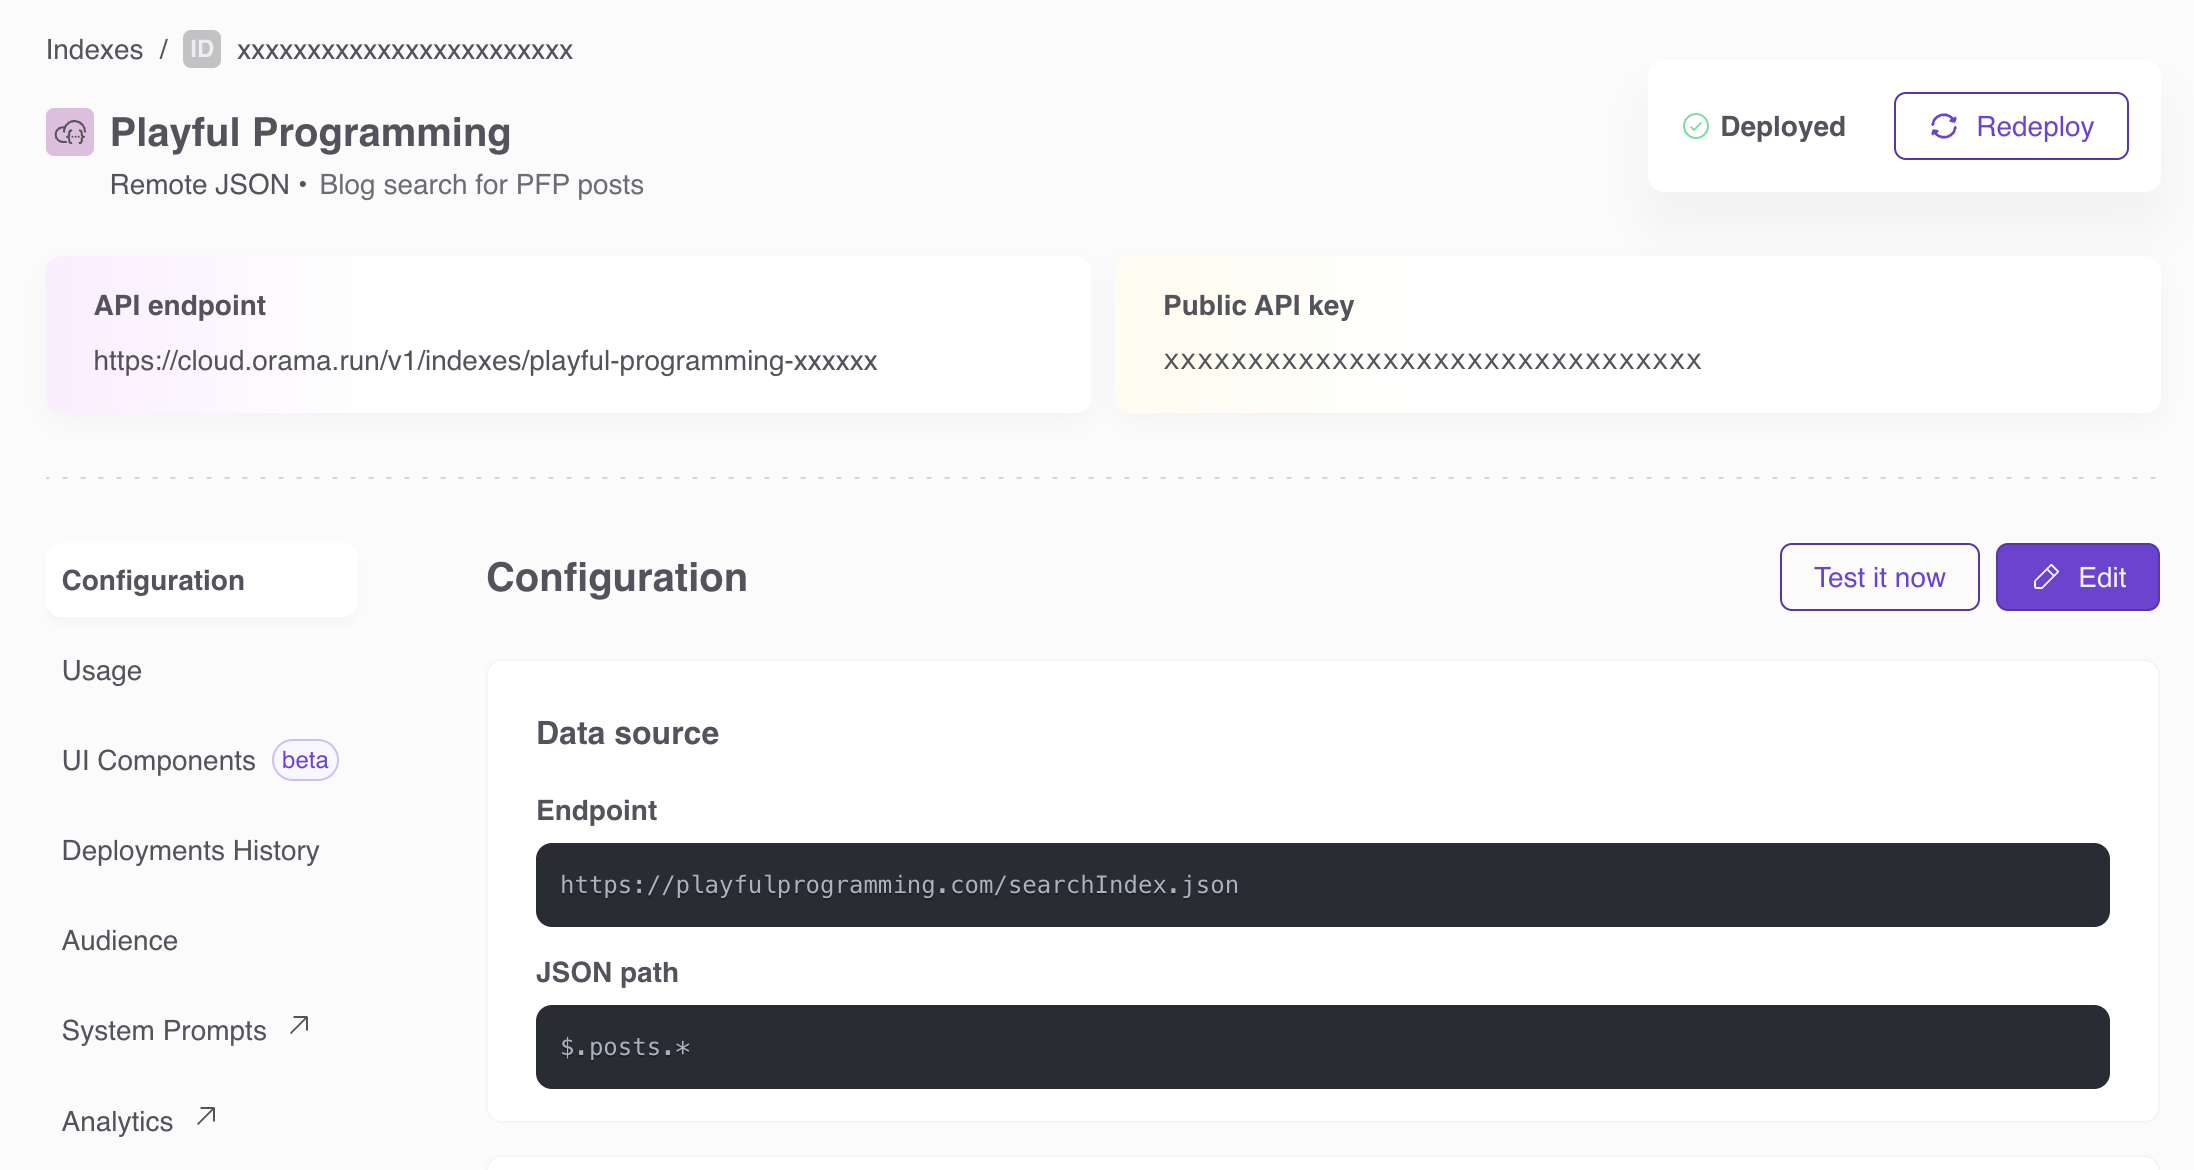 Indexes / ID xxxxxxxxxxxxxxxxxxxxxxxx
Playful Programming
Remote JSON • Blog search for PFP posts
Deployed
Redeploy
API endpoint
https://cloud.orama.run/v1/indexes/playful-programming-xxxxxx
Public API key
xxxxxxxxxxxxxxxxxxxxxxxxxxxxxxxx
Configuration
Usage
UI Components beta
Deployments History
Audience
System Prompts
Analytics
Configuration
Test it now
Edit
Data source
Endpoint
https://playfulprogramming.com/searchIndex.json
JSON path
$.posts.*